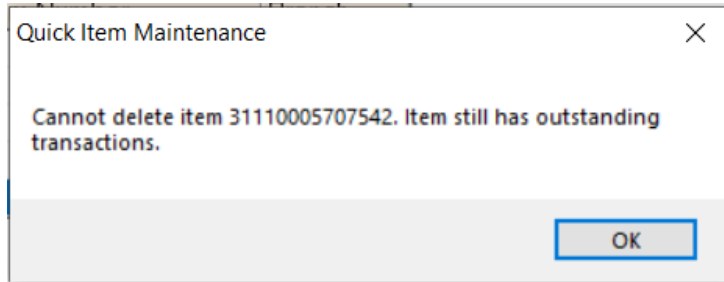 Quick Item Maintenance
Cannot delete item 31110005707542. Item still has outstanding
transactions.
OK